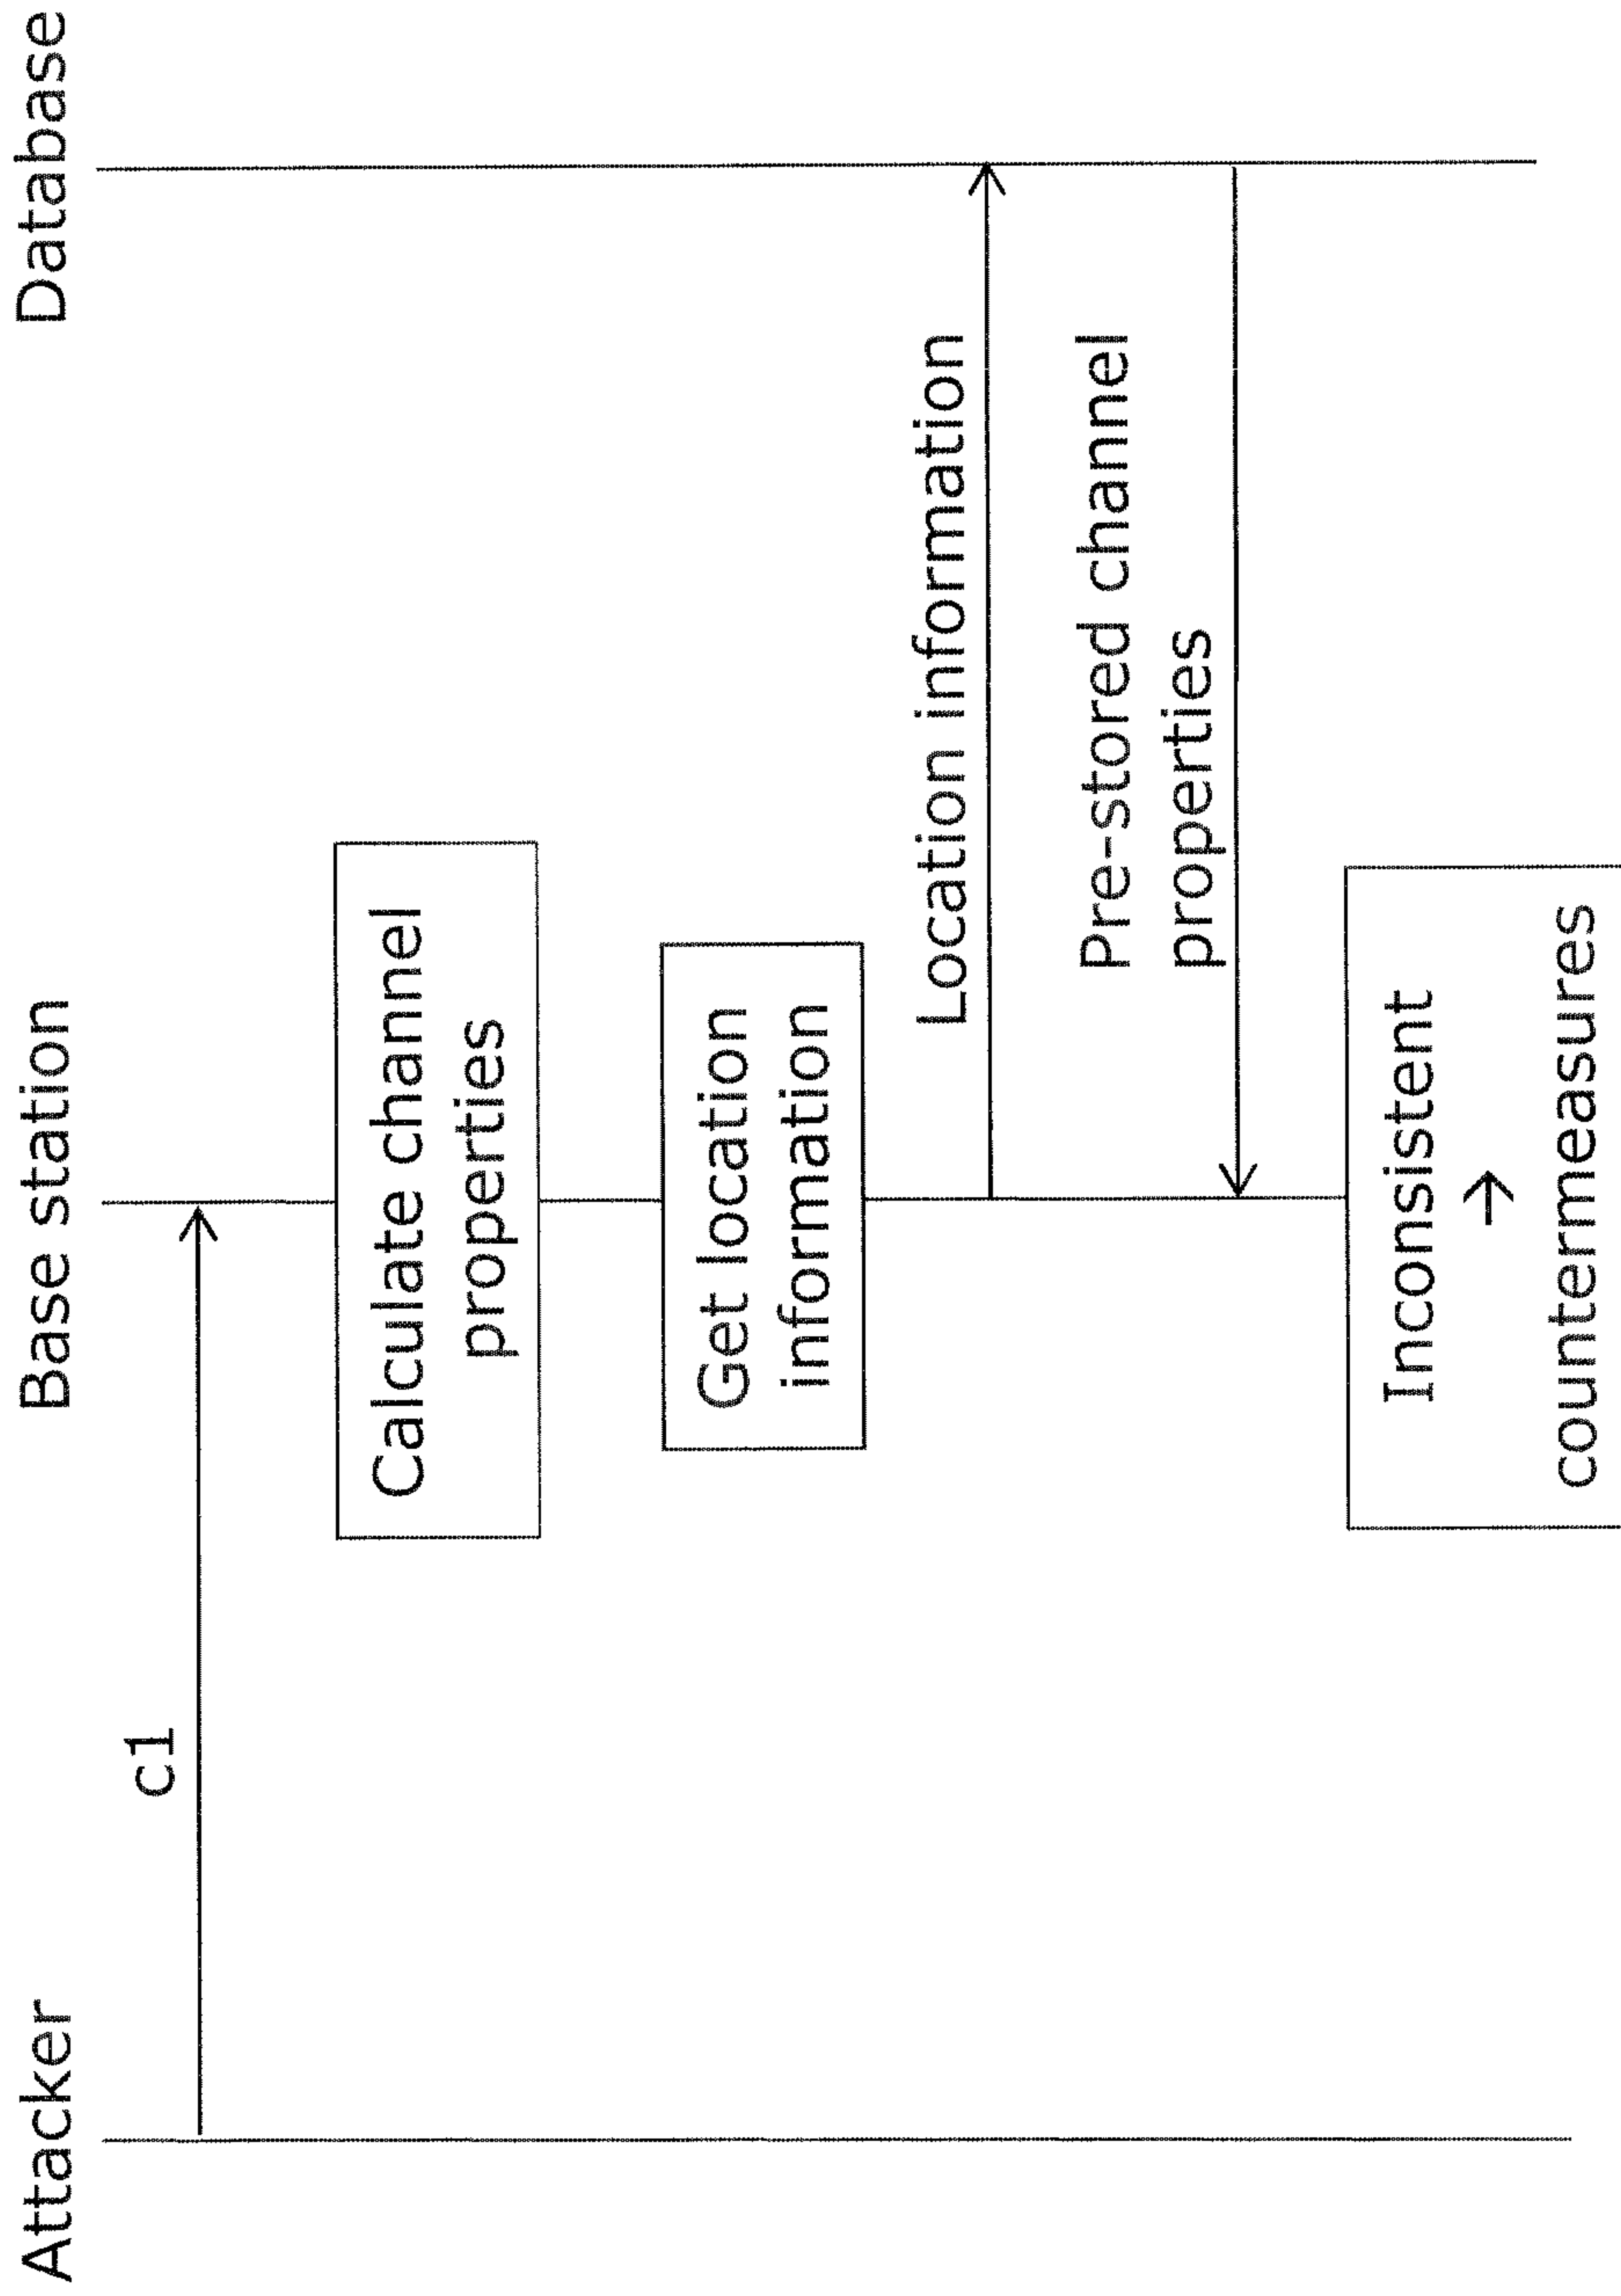 Attacker
Base station
Database
c1
Calculate channel
properties
Get location
information
Location information
Pre-stored channel
properties
Inconsistent
→
countermeasures